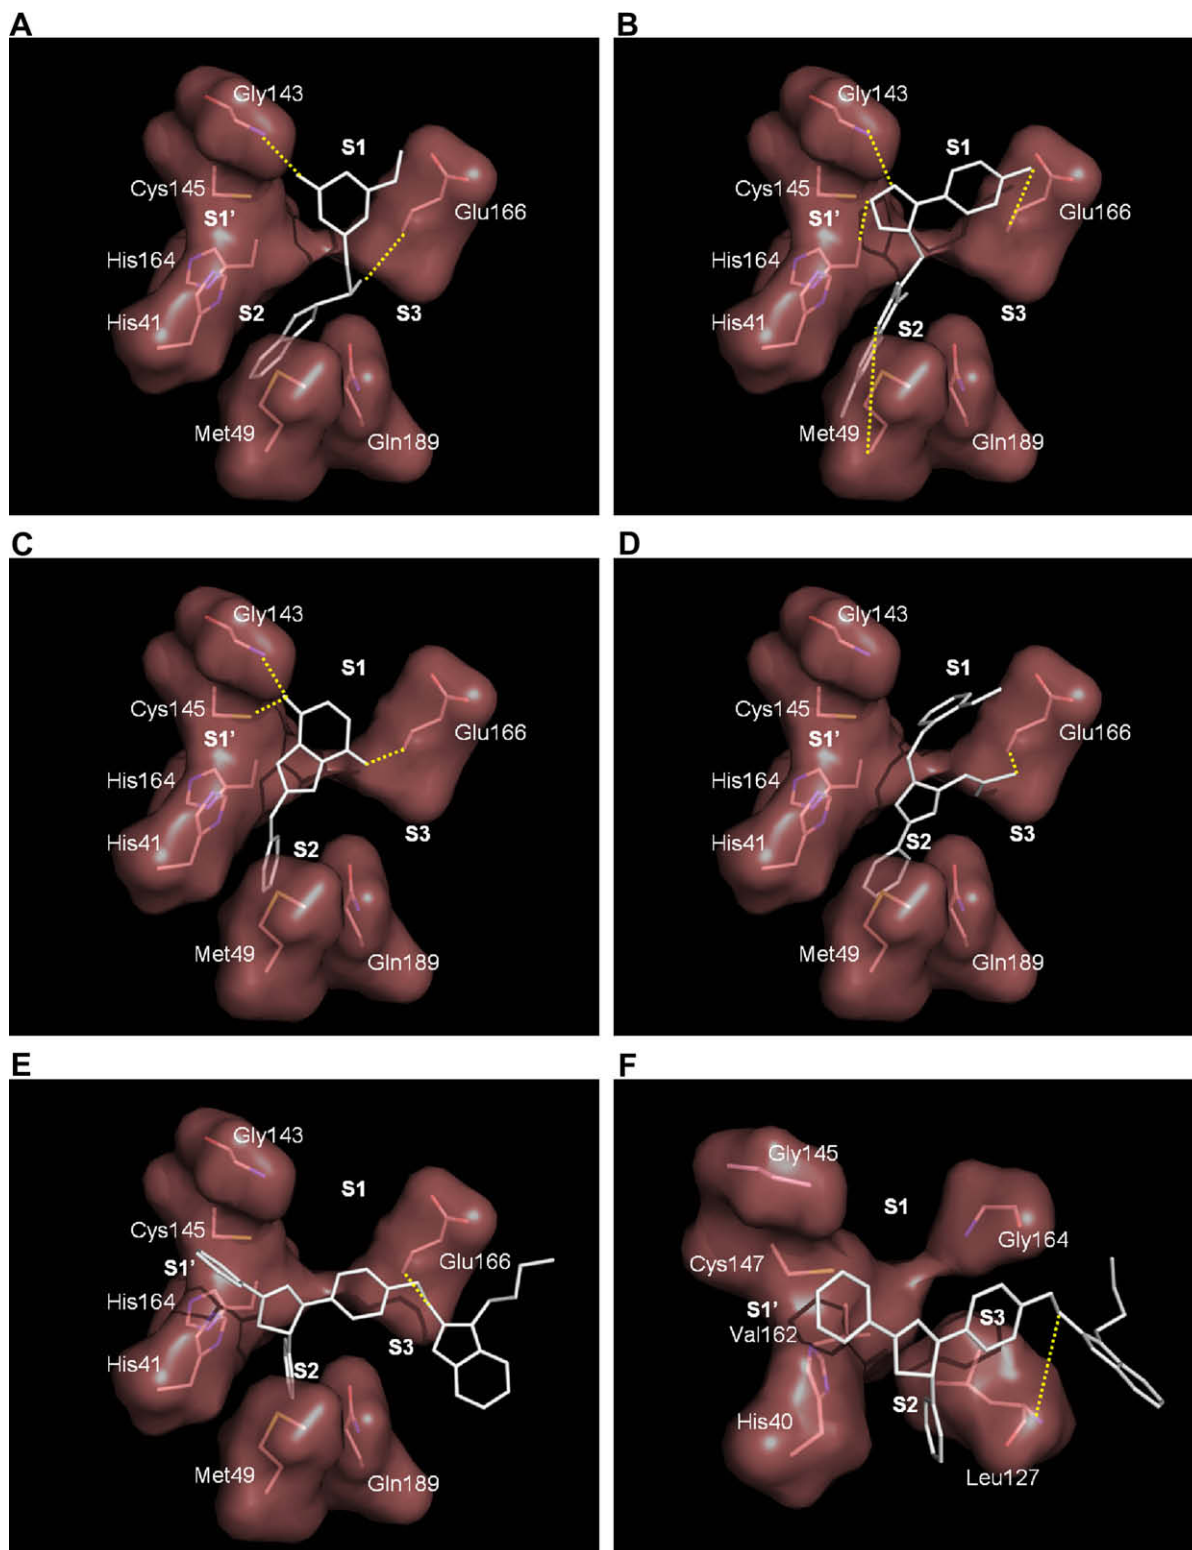 A
Gly143
S1
Cys145
S1'
Glu166
His164
S2
S3
His41
Met49
Gln189
B
Gly143
S1
Cys145
S1'
Glu166
His164
S3
His41
S2
Met49
Gln189
C
Gly143
S1
Cys145
S1'
Glu166
His164
S3
His41
S2
Met49
Gln189
D
Gly143
S1
Cys145
S1'
Glu166
His164
S3
His41
S2
Met49
Gln189
E
Gly143
S1
Cys145
Glu166
S1'
His164
S3
His41
S2
Met49
Gln189
F
Gly145
S1
Gly164
Cys147
S1'
S3
Val162
S2
His40
Leu127